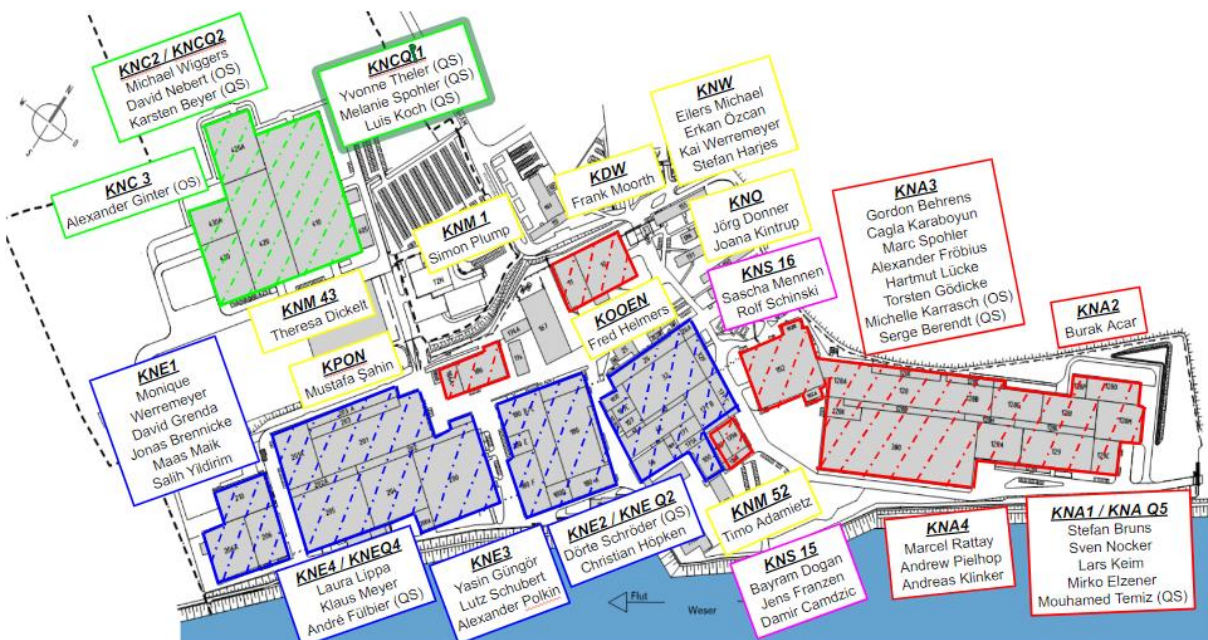 KNC2 / KNCQ2
Michael Wiggers
David Nebert (OS)
Karsten Beyer (QS)
KNCQ1
Yvonne Theler (QS)
Melanie Spohler (QS)
Luis Koch (QS)
KNW
Eilers Michael
Erkan Özcan
Kai Werremeyer
Stefan Harjes
KNC 3
Alexander Ginter (OS)
KDW
Frank Moorth
KNO
Jörg Donner
Joana Kintrup
KNA3
Gordon Behrens
Cagla Karaboyun
Marc Spohler
Alexander Fröbius
Hartmut Lücke
Torsten Gödicke
Michelle Karrasch (OS)
Serge Berendt (QS)
KNM 1
Simon Plump
KNS 16
Sascha Mennen
Rolf Schinski
KNM 43
Theresa Dickelt
KOOEN
Fred Helmers
KNA2
Burak Acar
KPON
Mustafa Şahin
KNE1
Monique
Werremeyer
David Grenda
Jonas Brennicke
Maas Maik
Salih Yildirim
KNE4 / KNEQ4
Laura Lippa
Klaus Meyer
André Fülbier (QS)
KNE3
Yasin Güngör
Lutz Schubert
Alexander Polkin
KNE2 / KNE Q2
Dörte Schröder (QS)
Christian Höpken
KNM 52
Timo Adamietz
KNS 15
Bayram Dogan
Jens Franzen
Damir Camdzic
KNA4
Marcel Rattay
Andrew Pielhop
Andreas Klinker
KNA1 / KNA Q5
Stefan Bruns
Sven Nocker
Lars Keim
Mirko Elzener
Mouhamed Temiz (QS)
Flut
Weser